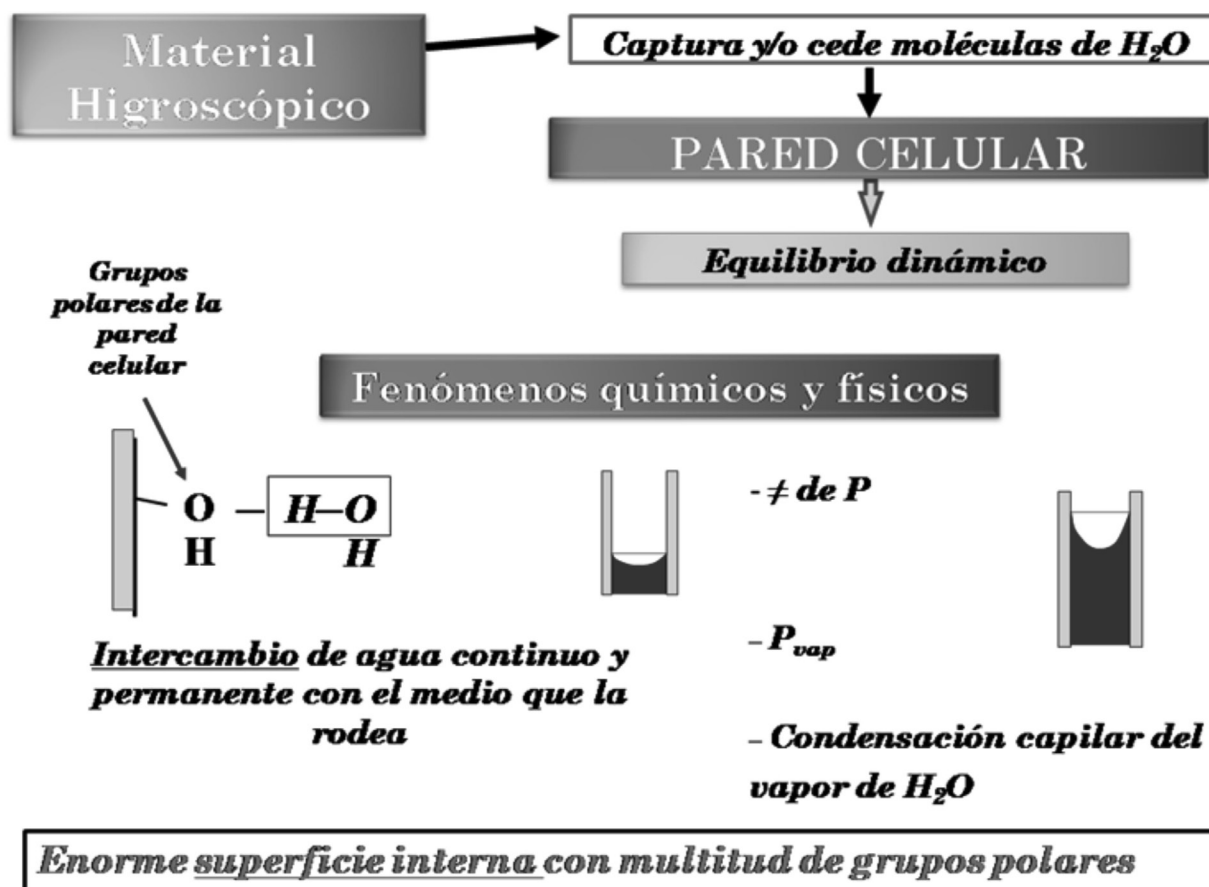 Material
Higroscópico
Captura y/o cede moléculas de H₂O
PARED CELULAR
Equilibrio dinámico
Grupos
polares de la
pared
celular
Fenómenos químicos y físicos
O
H
H–O
H
Intercambio de agua continuo y
permanente con el medio que la
rodea
- ≠ de P
- Pvap
- Condensación capilar del
vapor de H₂O
Enorme superficie interna con multitud de grupos polares